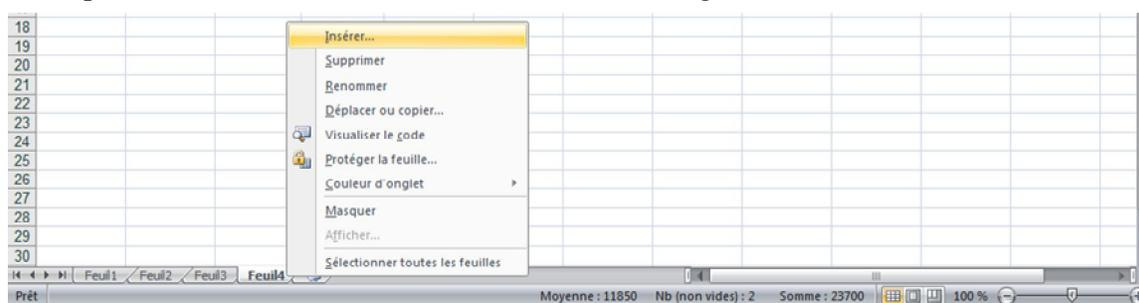 18
Insérer...
19
20
Supprimer
21
Renommer
22
Déplacer ou copier...
23
24
Visualiser le code
25
Protéger la feuille...
26
Couleur d'onglet
27
28
Masquer
29
Afficher...
30
Sélectionner toutes les feuilles
Feuil1 Feuil2 Feuil3 Feuil4
Prêt Moyenne : 11850 Nb (non vides) : 2 Somme : 23700 100 %